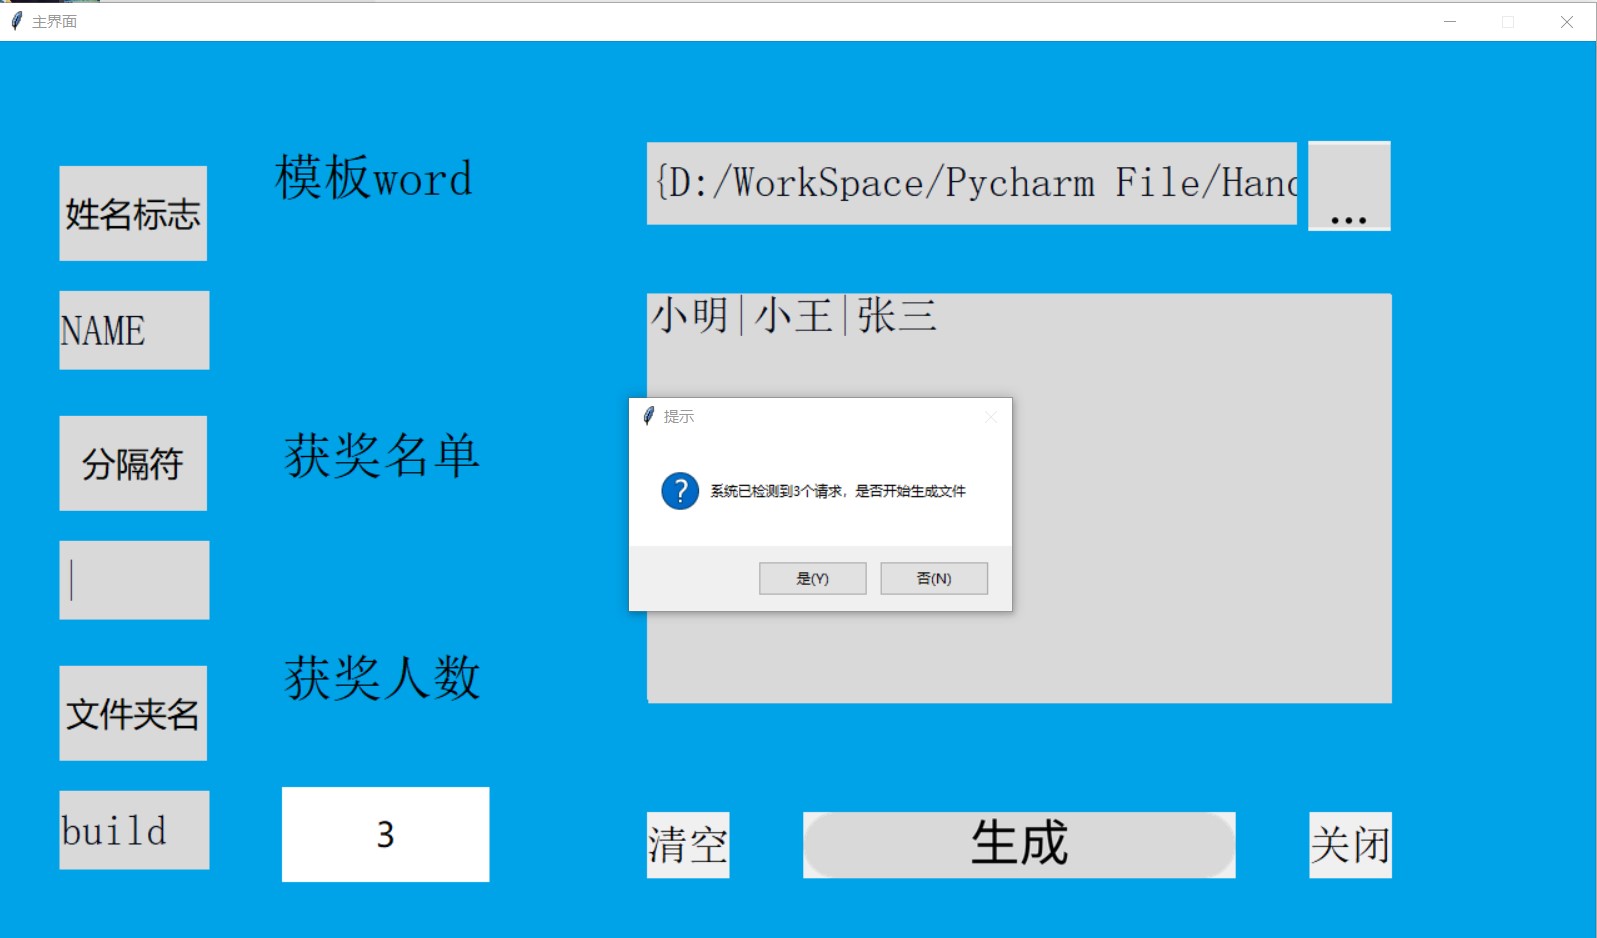 主界面
姓名标志
NAME
分隔符
|
文件夹名
build
模板word
获奖名单
获奖人数
3
{D:/WorkSpace/Pycharm File/Hand
...
小明|小王|张三
提示
系统已检测到3个请求，是否开始生成文件
是(Y)
否(N)
清空
生成
关闭